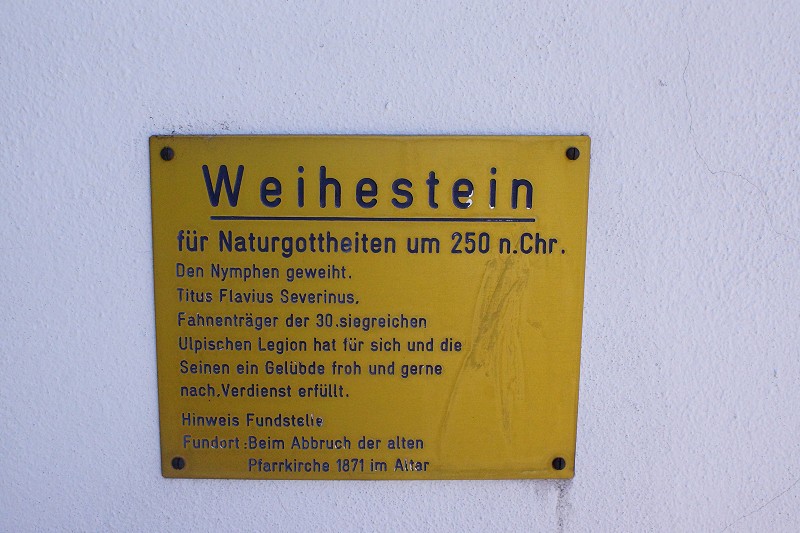 Weihestein
für Naturgottheiten um 250 n.Chr.
Den Nymphen geweiht.
Titus Flavius Severinus,
Fahnenträger der 30.siegreichen
Ulpischen Legion hat für sich und die
Seinen ein Gelübde froh und gerne
nach,Verdienst erfüllt.
Hinweis Fundstelle
Fundort:Beim Abbruch der alten
Pfarrkirche 1871 im Alter